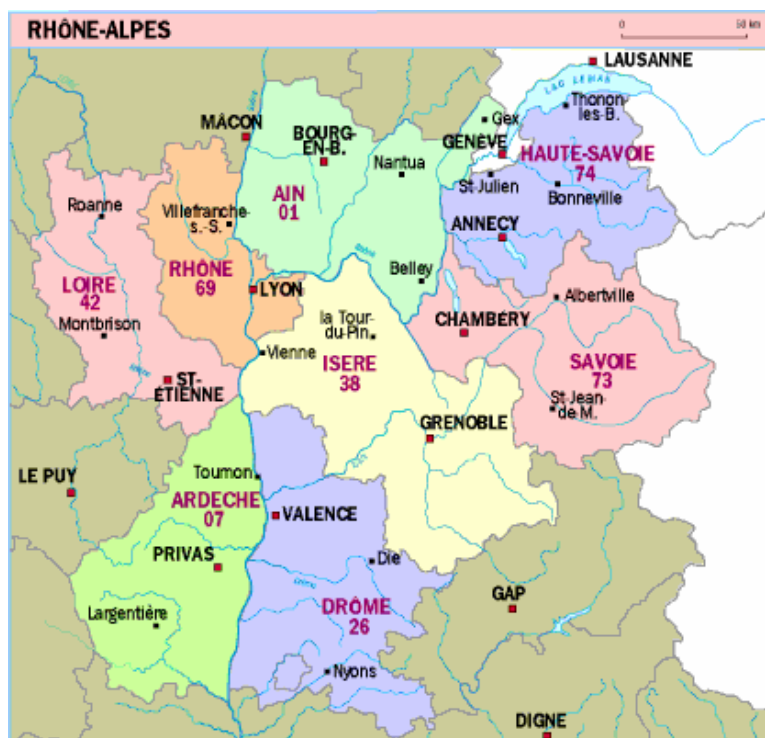 RHÔNE-ALPES
0
50 km
LAUSANNE
LAC LEMAN
Thonon-
les-B.
Gex
MÂCON
BOURG-
EN-B.
GENÈVE
HAUTE-SAVOIE
74
Nantua
St-Julien
Bonneville
AIN
01
Roanne
Villefranche-
s.-S.
ANNECY
RHÔNE
69
LOIRE
42
LYON
Belley
Albertville
Montbrison
la Tour-
du-Pin
CHAMBÉRY
Vienne
ISERE
38
SAVOIE
73
ST-
ÉTIENNE
St-Jean-
de M.
GRENOBLE
LE PUY
Tournon
ARDECHE
07
VALENCE
PRIVAS
Die
GAP
Largentière
DRÔME
26
Nyons
DIGNE